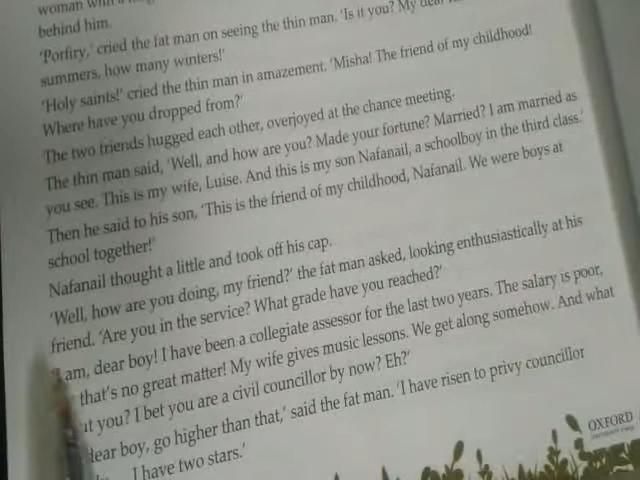 woman with a
behind him.
'Porfiry,' cried the fat man on seeing the thin man. 'Is it you? My dear
summers, how many winters!'
'Holy saints!' cried the thin man in amazement. 'Misha! The friend of my childhood!
Where have you dropped from?'
The two friends hugged each other, overjoyed at the chance meeting.
The thin man said, 'Well, and how are you? Made your fortune? Married? I am married as
you see. This is my wife, Luise. And this is my son Nafanail, a schoolboy in the third class.'
Then he said to his son, 'This is the friend of my childhood, Nafanail. We were boys at
school together!'
Nafanail thought a little and took off his cap.
'Well, how are you doing, my friend?' the fat man asked, looking enthusiastically at his
friend. 'Are you in the service? What grade have you reached?'
I am, dear boy! I have been a collegiate assessor for the last two years. The salary is poor,
that's no great matter! My wife gives music lessons. We get along somehow. And what
ut you? I bet you are a civil councillor by now? Eh?'
dear boy, go higher than that,' said the fat man. 'I have risen to privy councillor
I have two stars.'
OXFORD